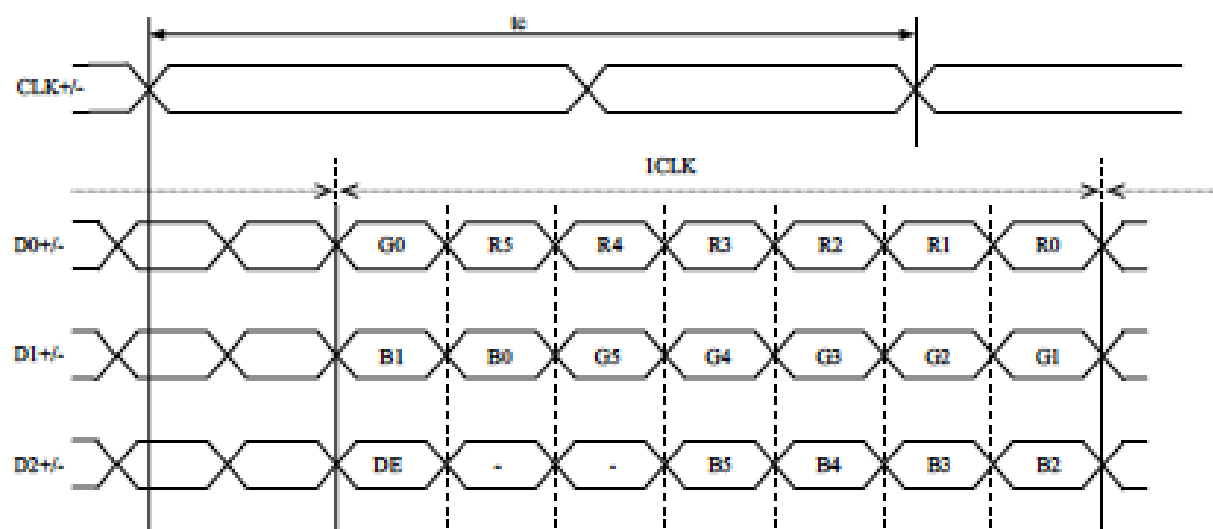 tc
CLK+/-
1CLK
D0+/- G0 R5 R4 R3 R2 R1 R0
D1+/- B1 B0 G5 G4 G3 G2 G1
D2+/- DE - - B5 B4 B3 B2